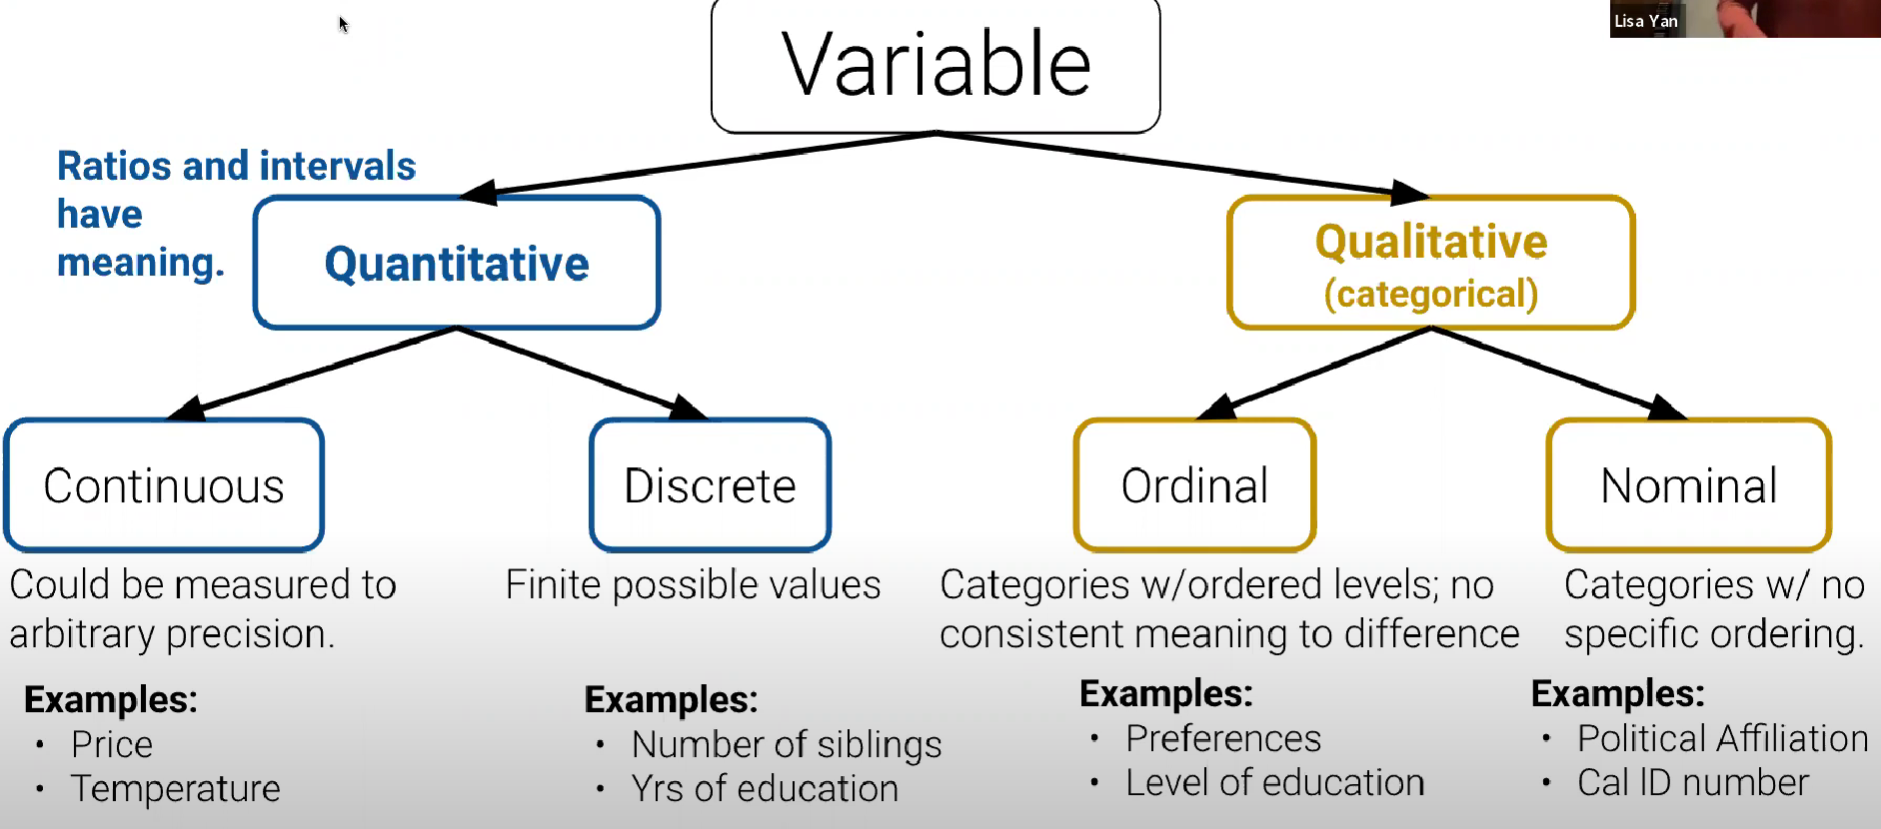 Lisa Yan
Variable
Ratios and intervals
have
meaning.
Quantitative
Qualitative
(categorical)
Continuous
Discrete
Ordinal
Nominal
Could be measured to
arbitrary precision.
Finite possible values
Categories w/ordered levels; no
consistent meaning to difference
Categories w/ no
specific ordering.
Examples:
• Price
• Temperature
Examples:
• Number of siblings
• Yrs of education
Examples:
• Preferences
• Level of education
Examples:
• Political Affiliation
• Cal ID number